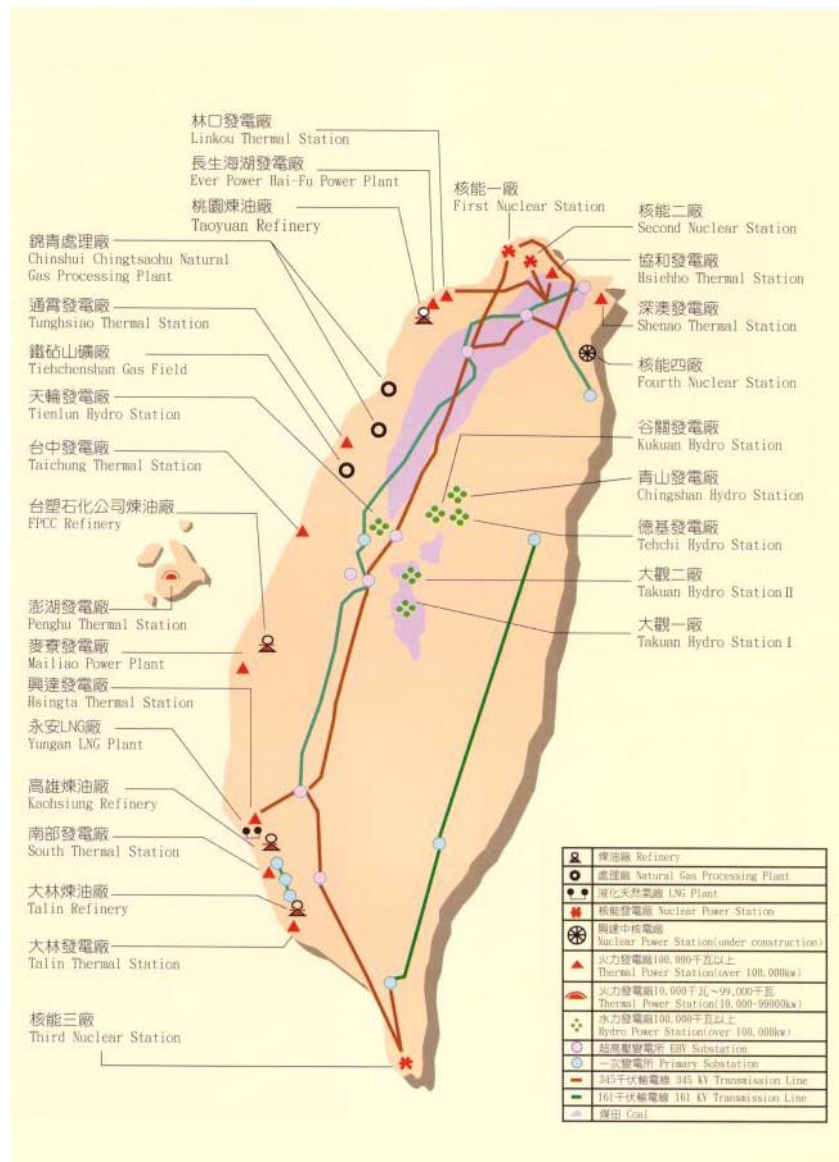 林口發電廠
Linkou Thermal Station
長生海湖發電廠
Ever Power Hai-Fu Power Plant
桃園煉油廠
Taoyuan Refinery
錦青處理廠
Chinshui Chingtsaohu Natural
Gas Processing Plant
通霄發電廠
Tunghsiao Thermal Station
鐵砧山礦廠
Tiehchenshan Gas Field
天輪發電廠
Tienlun Hydro Station
台中發電廠
Taichung Thermal Station
台塑石化公司煉油廠
FPCC Refinery
澎湖發電廠
Penghu Thermal Station
麥寮發電廠
Mailiao Power Plant
興達發電廠
Hsingta Thermal Station
永安LNG廠
Yungan LNG Plant
高雄煉油廠
Kaohsiung Refinery
南部發電廠
South Thermal Station
大林煉油廠
Talin Refinery
大林發電廠
Talin Thermal Station
核能三廠
Third Nuclear Station
核能一廠
First Nuclear Station
核能二廠
Second Nuclear Station
協和發電廠
Hsiehho Thermal Station
深澳發電廠
Shenao Thermal Station
核能四廠
Fourth Nuclear Station
谷關發電廠
Kukuan Hydro Station
青山發電廠
Chingshan Hydro Station
德基發電廠
Tehchi Hydro Station
大觀二廠
Takuan Hydro Station II
大觀一廠
Takuan Hydro Station I
煉油廠 Refinery
處理廠 Natural Gas Processing Plant
液化天然氣廠 LNG Plant
核能發電廠 Nuclear Power Station
興建中核電廠
Nuclear Power Station(under construction)
火力發電廠100,000千瓦以上
Thermal Power Station(over 100,000kw)
火力發電廠10,000千瓦~99,000千瓦
Thermal Power Station(10,000-99000kw)
水力發電廠100,000千瓦以上
Hydro Power Station(over 100,000kw)
超高壓變電所 EHV Substation
一次變電所 Primary Substation
345千伏輸電線 345 KV Transmission Line
161千伏輸電線 161 KV Transmission Line
煤田 Coal